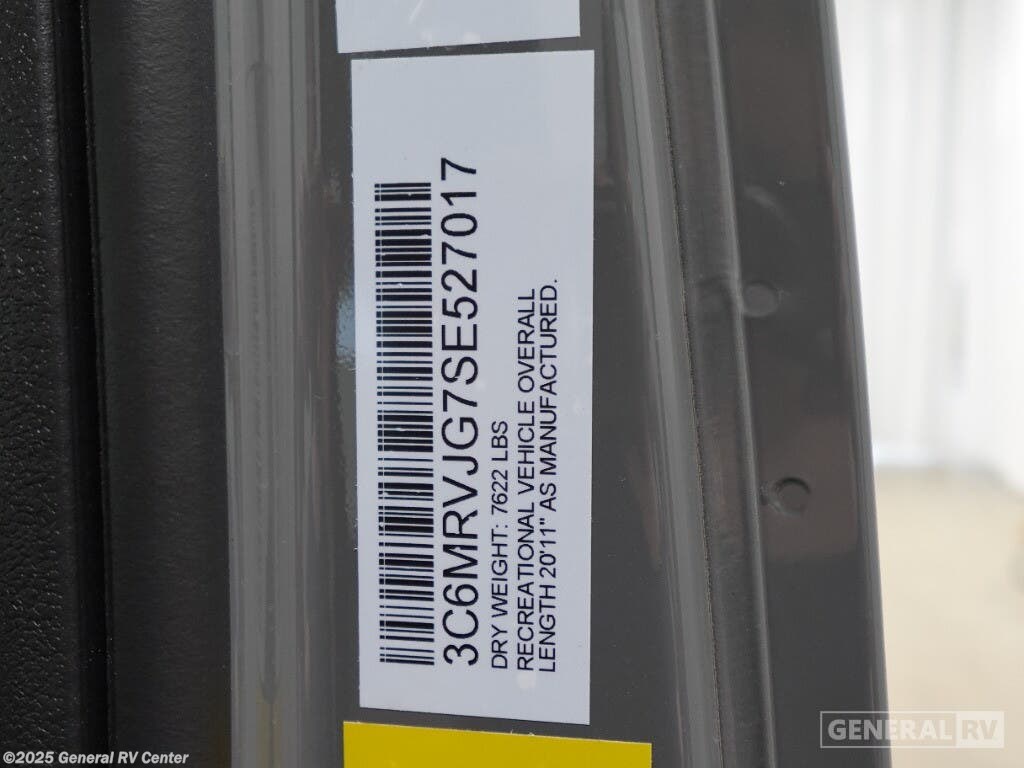 3C6MRVJG7SE527017
DRY WEIGHT: 7622 LBS
RECREATIONAL VEHICLE OVERALL
LENGTH 20'11" AS MANUFACTURED.
GENERAL RV
©2025 General RV Center